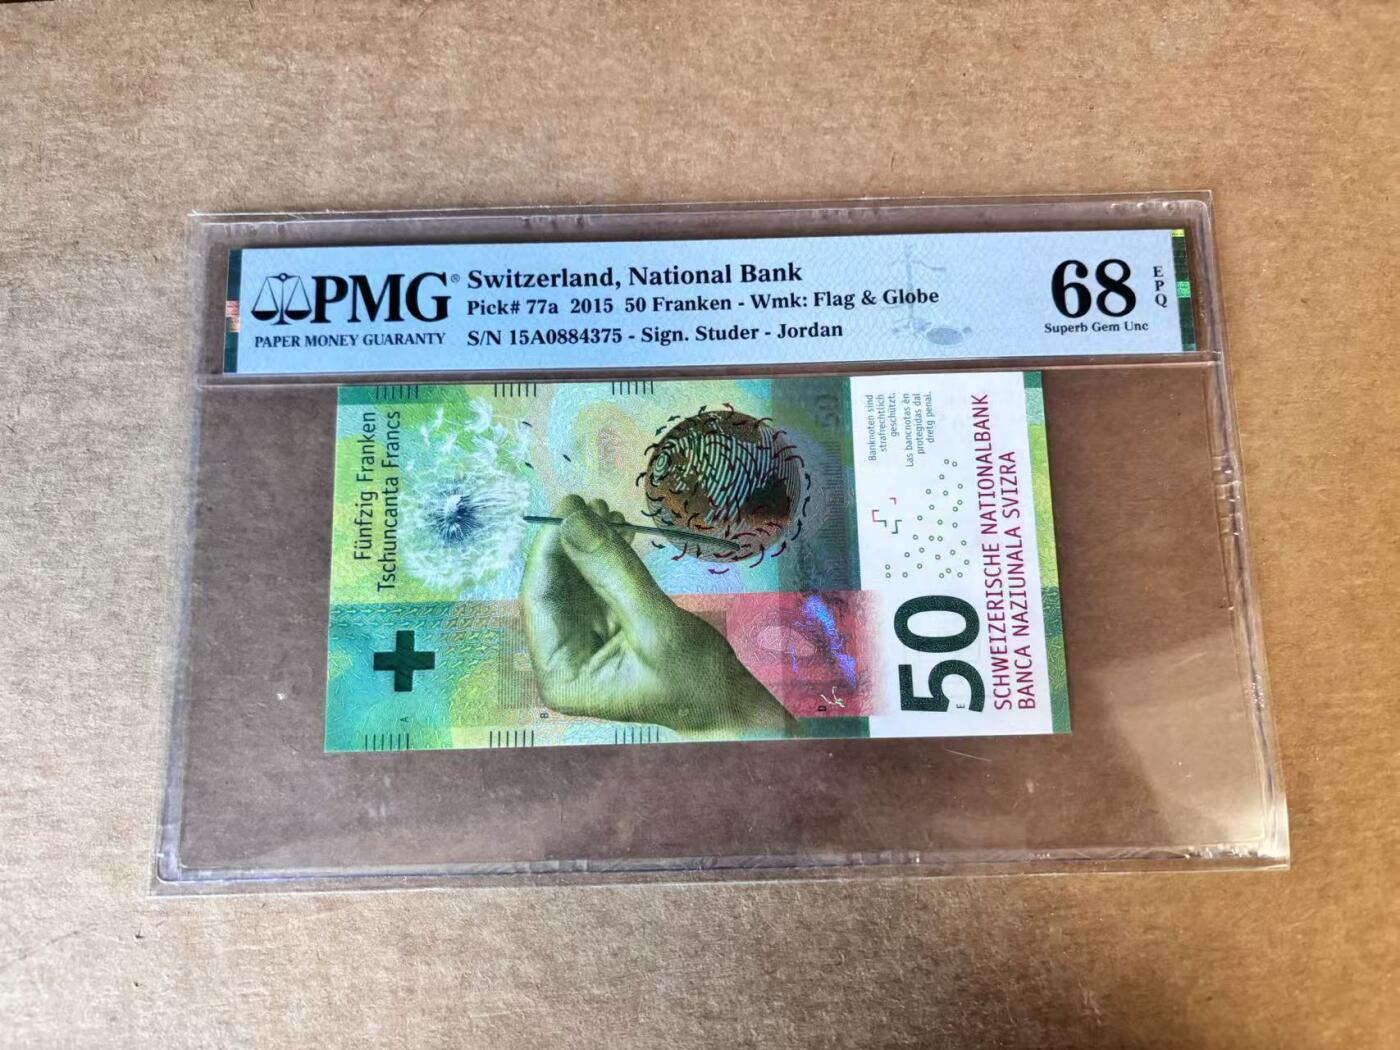 PMG®
PAPER MONEY GUARANTY
Switzerland, National Bank
Pick# 77a 2015 50 Franken - Wmk: Flag & Globe
S/N 15A0884375 - Sign. Studer - Jordan
68
EPQ
Superb Gem Unc
Fünfzig Franken
Tschuncanta Francs
Banknoten sind
strafrechtlich
geschützt.
Las bancnotas èn
protegidas dal
dretg penal.
50
SCHWEIZERISCHE NATIONALBANK
BANCA NAZIUNALA SVIZRA
50
A
B
D
E